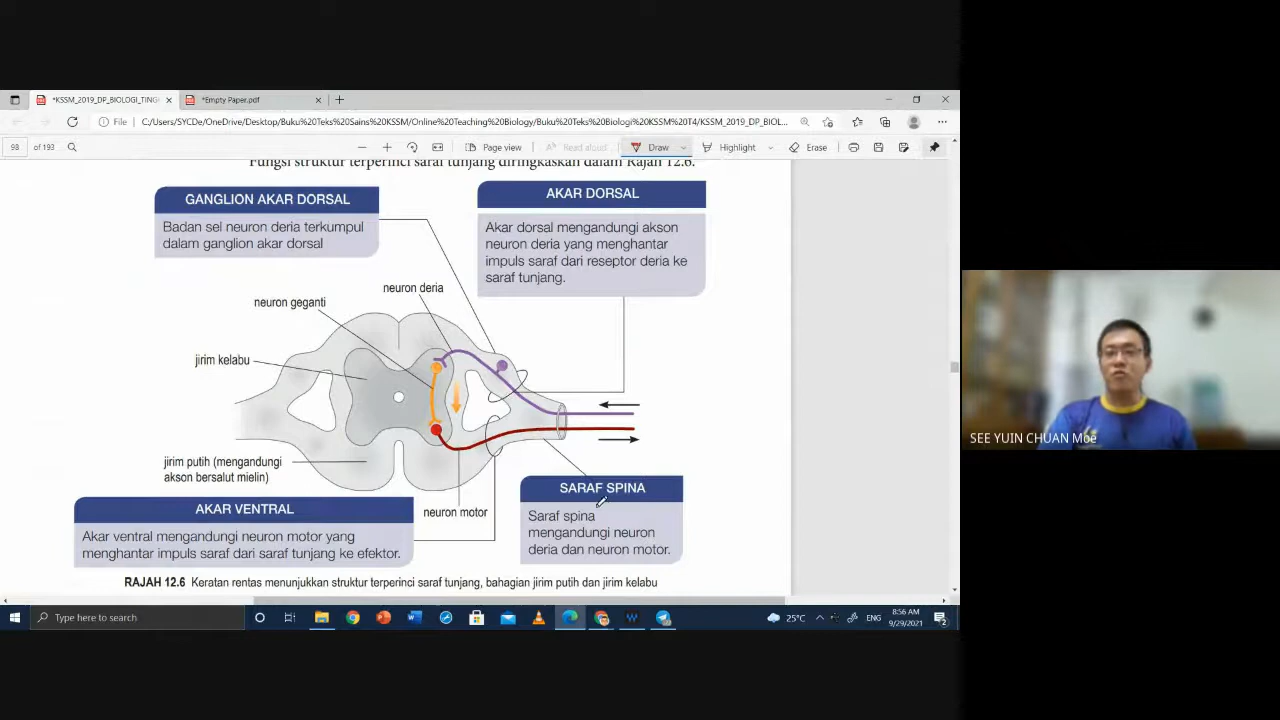 *KSSM_2019_DP_BIOLOGI_TING
*Empty Paper.pdf
File
C:/Users/SYCDe/OneDrive/Desktop/Buku%20Teks%20Sains%20KSSM/Online%20Teaching%20Biology/Buku%20Teks%20Biologi%20KSSM%20T4/KSSM_2019_DP_BIOL...
98 of 193
Page view
Read aloud
Draw
Highlight
Erase
Fungsi struktur terperinci saraf tunjang diringkaskan dalam Rajah 12.6.
GANGLION AKAR DORSAL
Badan sel neuron deria terkumpul
dalam ganglion akar dorsal
AKAR DORSAL
Akar dorsal mengandungi akson
neuron deria yang menghantar
impuls saraf dari reseptor deria ke
saraf tunjang.
neuron deria
neuron geganti
jirim kelabu
jirim putih (mengandungi
akson bersalut mielin)
neuron motor
AKAR VENTRAL
Akar ventral mengandungi neuron motor yang
menghantar impuls saraf dari saraf tunjang ke efektor.
SARAF SPINA
Saraf spina
mengandungi neuron
deria dan neuron motor.
RAJAH 12.6 Keratan rentas menunjukkan struktur terperinci saraf tunjang, bahagian jirim putih dan jirim kelabu
SEE YUIN CHUAN Moe
Type here to search
25°C
ENG
8:56 AM
9/29/2021